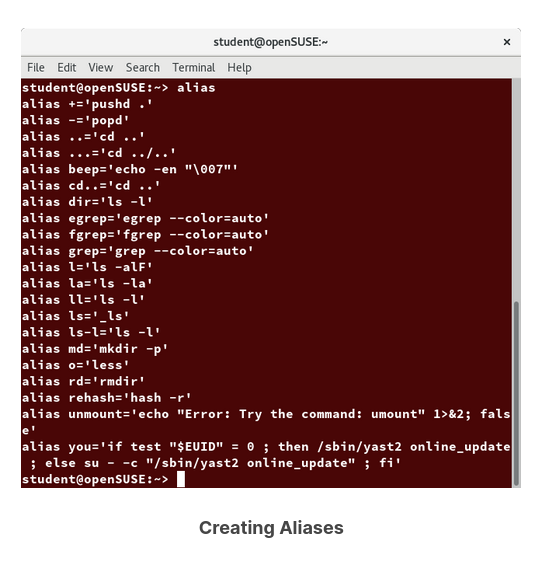 student@openSUSE:~
×
File Edit View Search Terminal Help
student@openSUSE:~> alias
alias +='pushd .'
alias -='popd'
alias ..='cd ..'
alias ...='cd ../..'
alias beep='echo -en "\007"'
alias cd..='cd ..'
alias dir='ls -l'
alias egrep='egrep --color=auto'
alias fgrep='fgrep --color=auto'
alias grep='grep --color=auto'
alias l='ls -alF'
alias la='ls -la'
alias ll='ls -l'
alias ls='_ls'
alias ls-l='ls -l'
alias md='mkdir -p'
alias o='less'
alias rd='rmdir'
alias rehash='hash -r'
alias unmount='echo "Error: Try the command: umount" 1>&2; fals
e'
alias you='if test "$EUID" = 0 ; then /sbin/yast2 online_update
 ; else su - -c "/sbin/yast2 online_update" ; fi'
student@openSUSE:~>
Creating Aliases